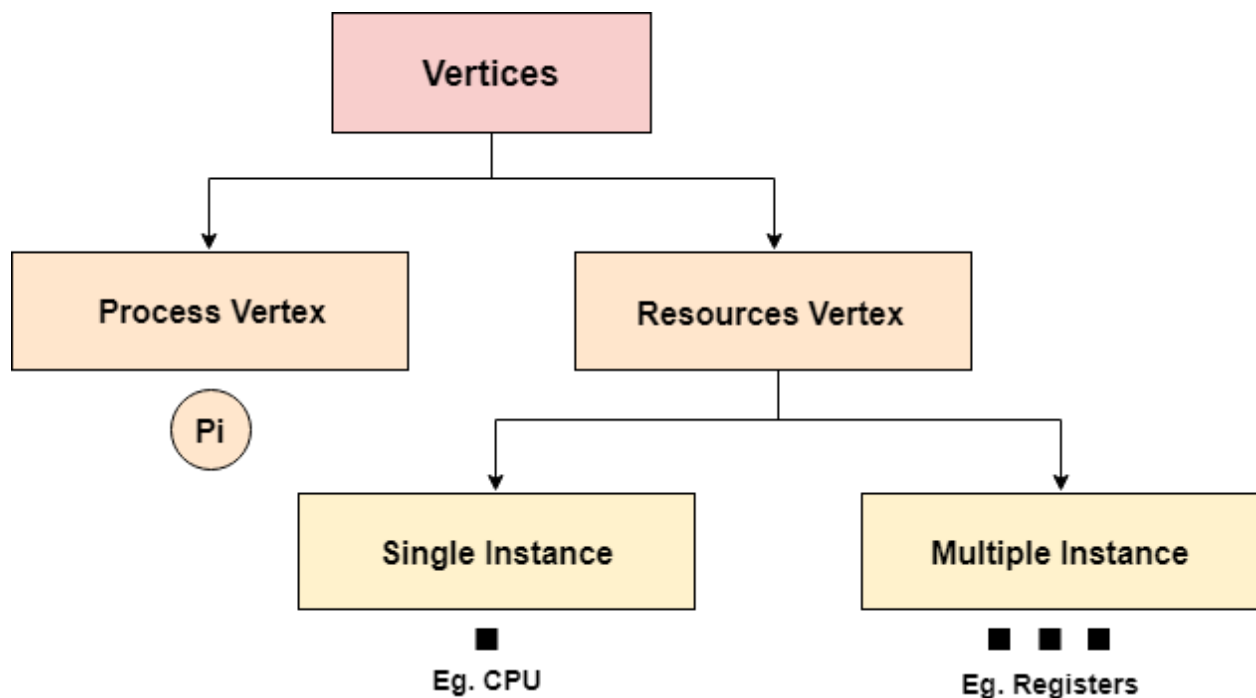 Vertices
Process Vertex
Resources Vertex
Pi
Single Instance
Multiple Instance
Eg. CPU
Eg. Registers